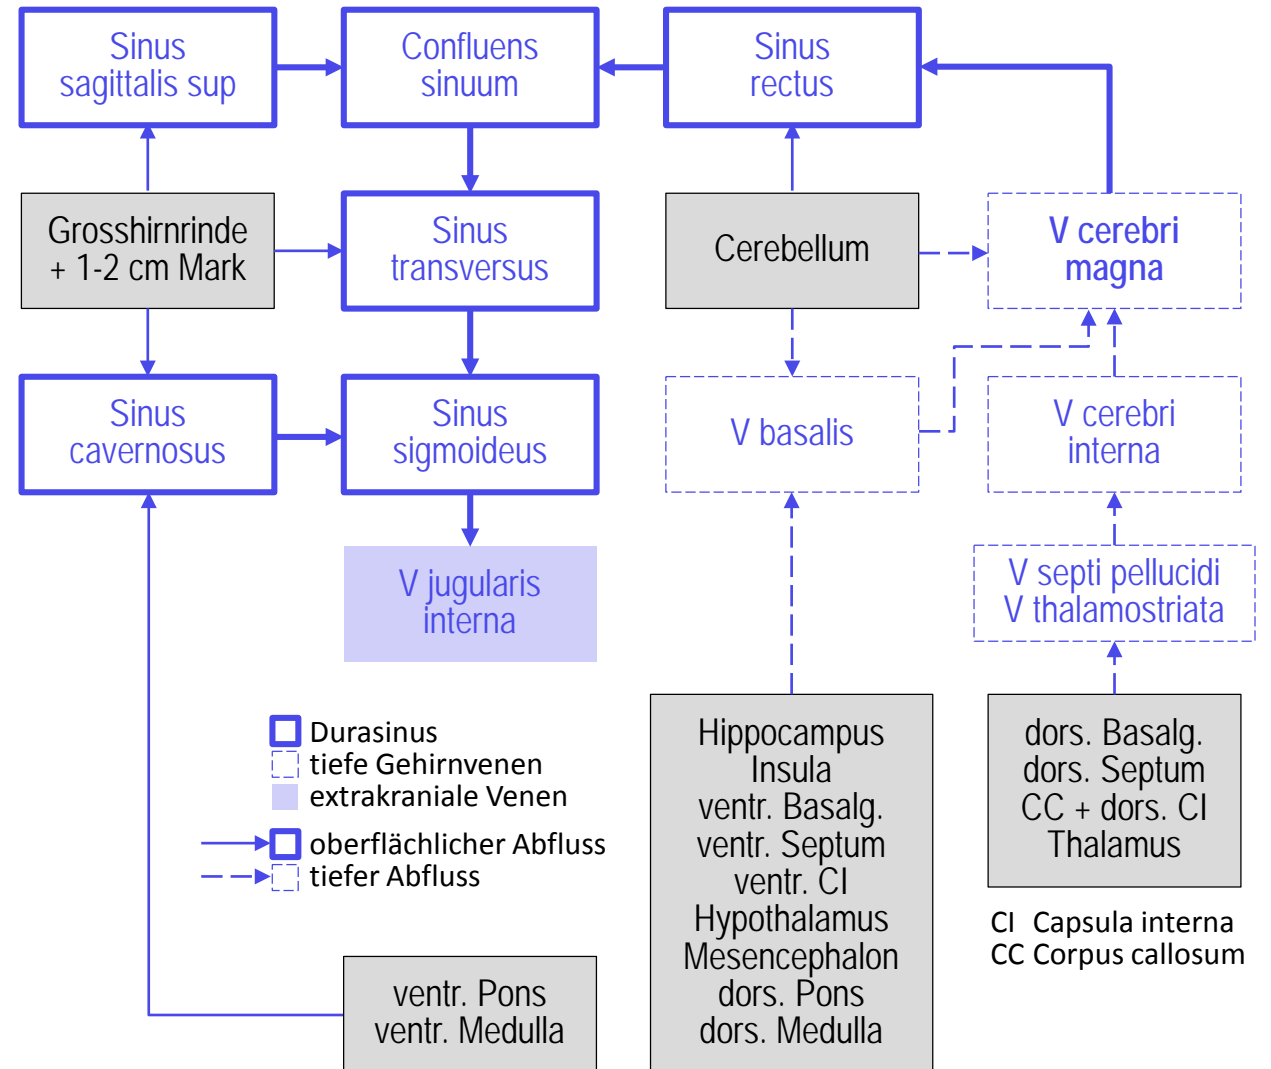 Sinus
sagittalis sup
Confluens
sinuum
Sinus
rectus
Grosshirnrinde
+ 1-2 cm Mark
Sinus
transversus
Cerebellum
V cerebri
magna
Sinus
cavernosus
Sinus
sigmoideus
V basalis
V cerebri
interna
V jugularis
interna
V septi pellucidi
V thalamostriata
Durasinus
tiefe Gehirnvenen
extrakraniale Venen
oberflächlicher Abfluss
tiefer Abfluss
Hippocampus
Insula
ventr. Basalg.
ventr. Septum
ventr. CI
Hypothalamus
Mesencephalon
dors. Pons
dors. Medulla
dors. Basalg.
dors. Septum
CC + dors. CI
Thalamus
CI Capsula interna
CC Corpus callosum
ventr. Pons
ventr. Medulla